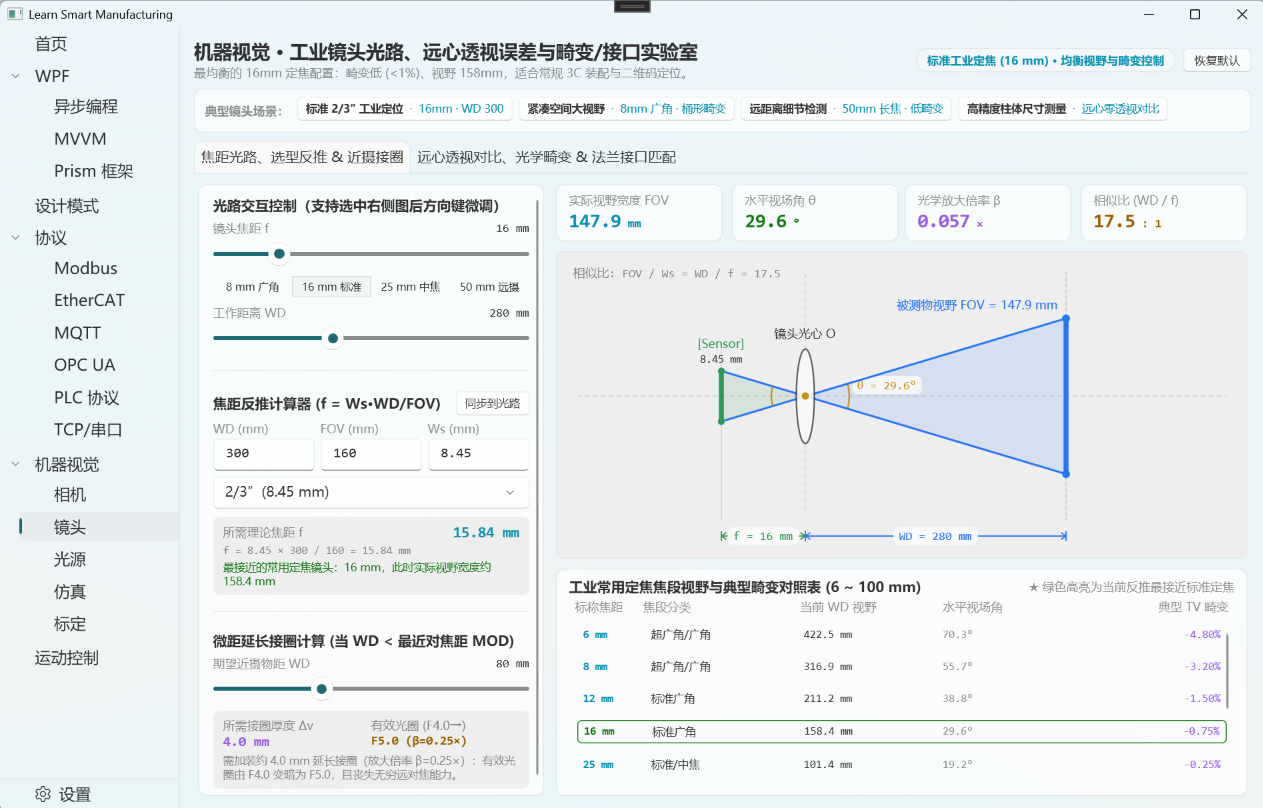 Learn Smart Manufacturing
首页
WPF
异步编程
MVVM
Prism 框架
设计模式
协议
Modbus
EtherCAT
MQTT
OPC UA
PLC 协议
TCP/串口
机器视觉
相机
镜头
光源
仿真
标定
运动控制
设置
机器视觉 · 工业镜头光路、远心透视误差与畸变/接口实验室
最均衡的 16mm 定焦配置：畸变低 (<1%)、视野 158mm，适合常规 3C 装配与二维码定位。
标准工业定焦 (16 mm) · 均衡视野与畸变控制
恢复默认
典型镜头场景：
标准 2/3" 工业定位 · 16mm · WD 300
紧凑空间大视野 · 8mm 广角 · 桶形畸变
远距离细节检测 · 50mm 长焦 · 低畸变
高精度柱体尺寸测量 · 远心零透视对比
焦距光路、选型反推 & 近摄接圈
远心透视对比、光学畸变 & 法兰接口匹配
光路交互控制（支持选中右侧图后方向键微调）
镜头焦距 f 16 mm
8 mm 广角 16 mm 标准 25 mm 中焦 50 mm 远摄
工作距离 WD 280 mm
焦距反推计算器 (f = Ws·WD/FOV) 同步到光路
WD (mm) FOV (mm) Ws (mm)
300 160 8.45
2/3" (8.45 mm)
所需理论焦距 f 15.84 mm
f = 8.45 × 300 / 160 = 15.84 mm
最接近的常用定焦镜头：16 mm，此时实际视野宽度约
158.4 mm
微距延长接圈计算 (当 WD < 最近对焦距 MOD)
期望近摄物距 WD 80 mm
所需接圈厚度 Δv 有效光圈 (F4.0→)
4.0 mm F5.0 (β=0.25×)
需加装约 4.0 mm 延长接圈（放大倍率 β=0.25×）：有效光
圈由 F4.0 变暗为 F5.0，且丧失无穷远对焦能力。
实际视野宽度 FOV
147.9 mm
水平视场角 θ
29.6 °
光学放大倍率 β
0.057 ×
相似比 (WD / f)
17.5 : 1
相似比: FOV / Ws = WD / f = 17.5
被测物视野 FOV = 147.9 mm
镜头光心 O
[Sensor]
8.45 mm
θ = 29.6°
f = 16 mm
WD = 280 mm
工业常用定焦焦段视野与典型畸变对照表 (6 ~ 100 mm)
★ 绿色高亮为当前反推最接近标准定焦
标称焦距 焦段分类 当前 WD 视野 水平视场角 典型 TV 畸变
6 mm 超广角/广角 422.5 mm 70.3° -4.80%
8 mm 超广角/广角 316.9 mm 55.7° -3.20%
12 mm 标准广角 211.2 mm 38.8° -1.50%
16 mm 标准广角 158.4 mm 29.6° -0.75%
25 mm 标准/中焦 101.4 mm 19.2° -0.25%